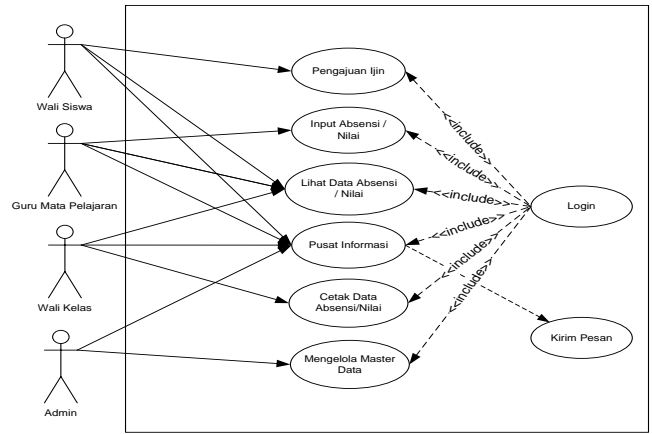 Wali Siswa
Guru Mata Pelajaran
Wali Kelas
Admin
Pengajuan Ijin
Input Absensi /
Nilai
Lihat Data Absensi
/ Nilai
Pusat Informasi
Cetak Data
Absensi/Nilai
Mengelola Master
Data
<<include>>
<<include>>
<<include>>
<<include>>
<<include>>
<<include>>
Login
Kirim Pesan